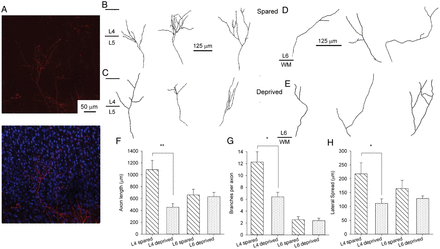 A
50 µm
B
Spared
L4
L5
125 µm
C
Deprived
L4
L5
D
L6
WM
125 µm
E
L6
WM
F
**
Axon length (µm)
1400
1200
1000
800
600
400
200
0
L4 spared
L4 deprived
L6 spared
L6 deprived
G
*
Branches per axon
16
14
12
10
8
6
4
2
0
L4 spared
L4 deprived
L6 spared
L6 deprived
H
*
Lateral Spread (µm)
300
250
200
150
100
50
0
L4 spared
L4 deprived
L6 spared
L6 deprived